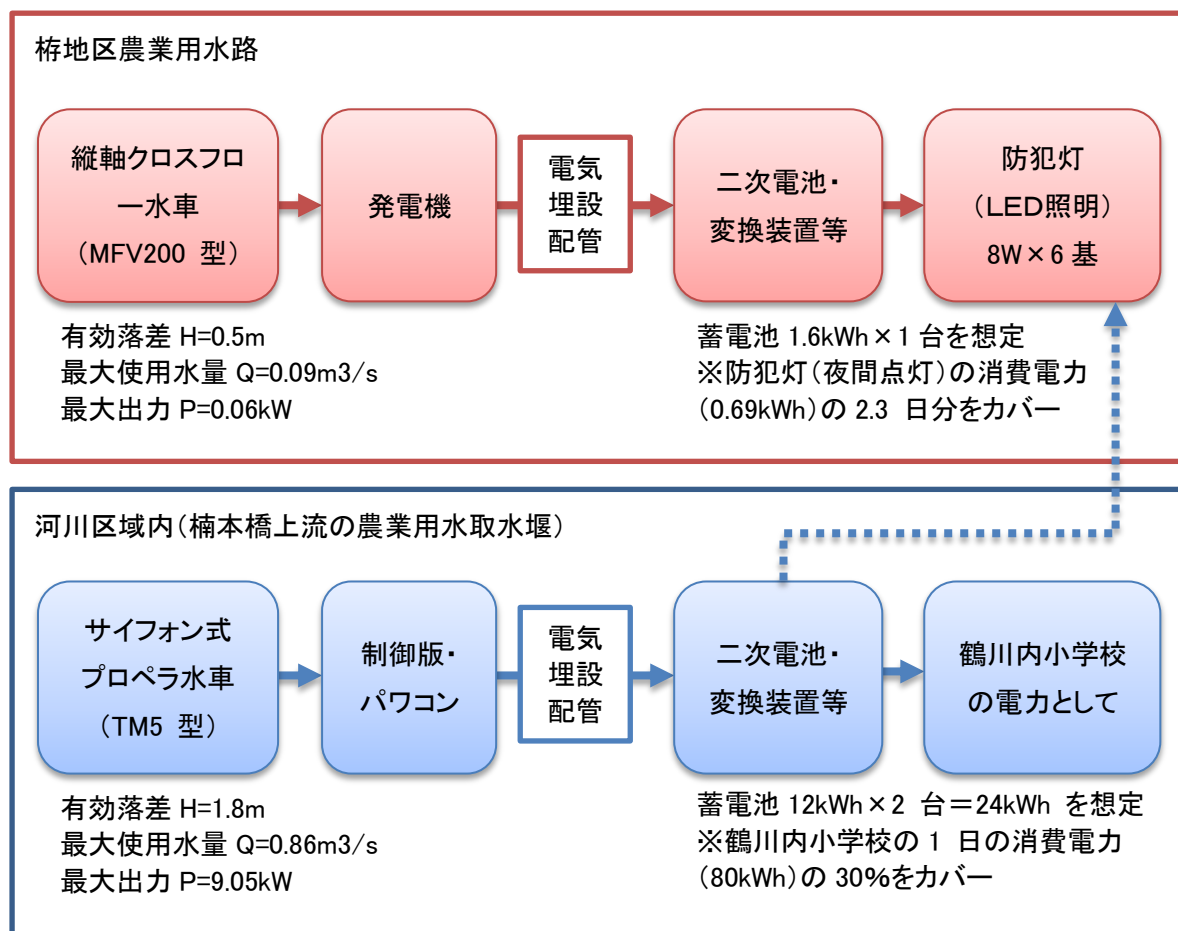 栫地区農業用水路
縦軸クロスフロ
ー水車
（MFV200 型）
発電機
電気
埋設
配管
二次電池・
変換装置等
防犯灯
（LED照明）
8W×6 基
有効落差 H=0.5m
最大使用水量 Q=0.09m3/s
最大出力 P=0.06kW
蓄電池 1.6kWh×1 台を想定
※防犯灯（夜間点灯）の消費電力
（0.69kWh）の 2.3 日分をカバー
河川区域内（楠本橋上流の農業用水取水堰）
サイフォン式
プロペラ水車
（TM5 型）
制御版・
パワコン
電気
埋設
配管
二次電池・
変換装置等
鶴川内小学校
の電力として
有効落差 H=1.8m
最大使用水量 Q=0.86m3/s
最大出力 P=9.05kW
蓄電池 12kWh×2 台＝24kWh を想定
※鶴川内小学校の 1 日の消費電力
（80kWh）の 30%をカバー